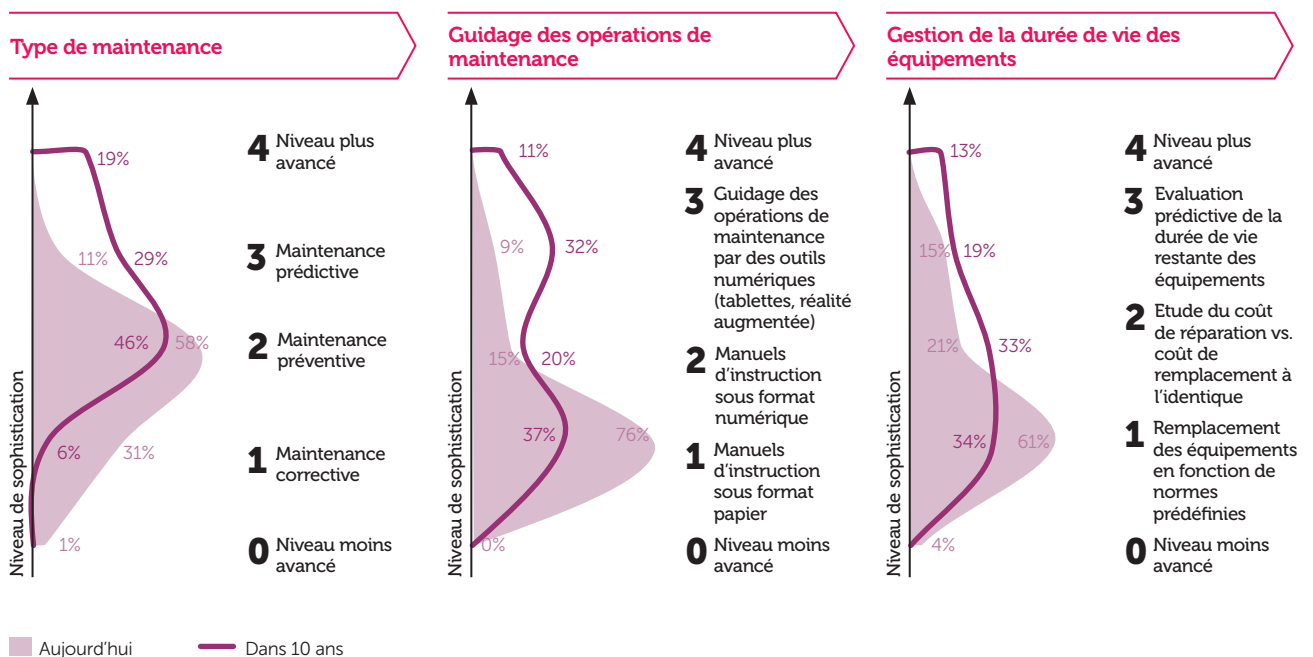 Type de maintenance
Niveau de sophistication
19%
11%
29%
46%
58%
6%
31%
1%
4 Niveau plus
avancé
3 Maintenance
prédictive
2 Maintenance
préventive
1 Maintenance
corrective
0 Niveau moins
avancé
Guidage des opérations de
maintenance
Niveau de sophistication
11%
9%
32%
15%
20%
37%
76%
0%
4 Niveau plus
avancé
3 Guidage des
opérations de
maintenance
par des outils
numériques
(tablettes, réalité
augmentée)
2 Manuels
d'instruction
sous format
numérique
1 Manuels
d'instruction
sous format
papier
0 Niveau moins
avancé
Gestion de la durée de vie des
équipements
Niveau de sophistication
13%
15%
19%
21%
33%
34%
61%
4%
4 Niveau plus
avancé
3 Evaluation
prédictive de la
durée de vie
restante des
équipements
2 Etude du coût
de réparation vs.
coût de
remplacement à
l'identique
1 Remplacement
des équipements
en fonction de
normes
prédéfinies
0 Niveau moins
avancé
Aujourd'hui
Dans 10 ans